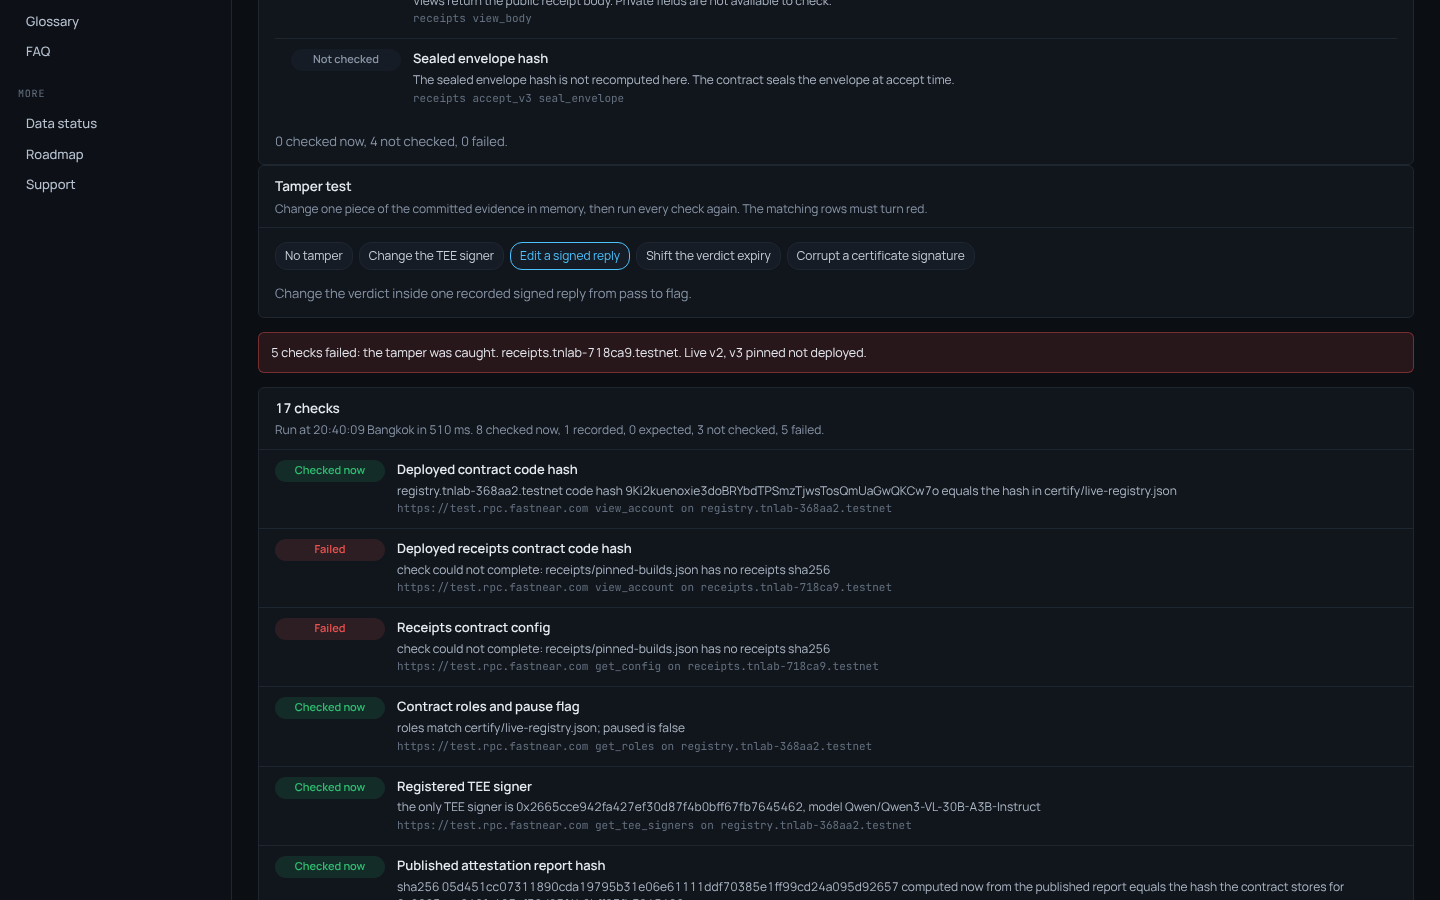 Glossary
FAQ
MORE
Data status
Roadmap
Support
Views return the public receipt body. Private fields are not available to check.
receipts view_body
Not checked
Sealed envelope hash
The sealed envelope hash is not recomputed here. The contract seals the envelope at accept time.
receipts accept_v3 seal_envelope
0 checked now, 4 not checked, 0 failed.
Tamper test
Change one piece of the committed evidence in memory, then run every check again. The matching rows must turn red.
No tamper
Change the TEE signer
Edit a signed reply
Shift the verdict expiry
Corrupt a certificate signature
Change the verdict inside one recorded signed reply from pass to flag.
5 checks failed: the tamper was caught. receipts.tnlab-718ca9.testnet. Live v2, v3 pinned not deployed.
17 checks
Run at 20:40:09 Bangkok in 510 ms. 8 checked now, 1 recorded, 0 expected, 3 not checked, 5 failed.
Checked now
Deployed contract code hash
registry.tnlab-368aa2.testnet code hash 9Ki2kuenoxie3doBRYbdTPSmzTjwsTosQmUaGwQKCw7o equals the hash in certify/live-registry.json
https://test.rpc.fastnear.com view_account on registry.tnlab-368aa2.testnet
Failed
Deployed receipts contract code hash
check could not complete: receipts/pinned-builds.json has no receipts sha256
https://test.rpc.fastnear.com view_account on receipts.tnlab-718ca9.testnet
Failed
Receipts contract config
check could not complete: receipts/pinned-builds.json has no receipts sha256
https://test.rpc.fastnear.com get_config on receipts.tnlab-718ca9.testnet
Checked now
Contract roles and pause flag
roles match certify/live-registry.json; paused is false
https://test.rpc.fastnear.com get_roles on registry.tnlab-368aa2.testnet
Checked now
Registered TEE signer
the only TEE signer is 0x2665cce942fa427ef30d87f4b0bff67fb7645462, model Qwen/Qwen3-VL-30B-A3B-Instruct
https://test.rpc.fastnear.com get_tee_signers on registry.tnlab-368aa2.testnet
Checked now
Published attestation report hash
sha256 05d451cc07311890cda19795b31e06e61111ddf70385e1ff99cd24a095d92657 computed now from the published report equals the hash the contract stores for